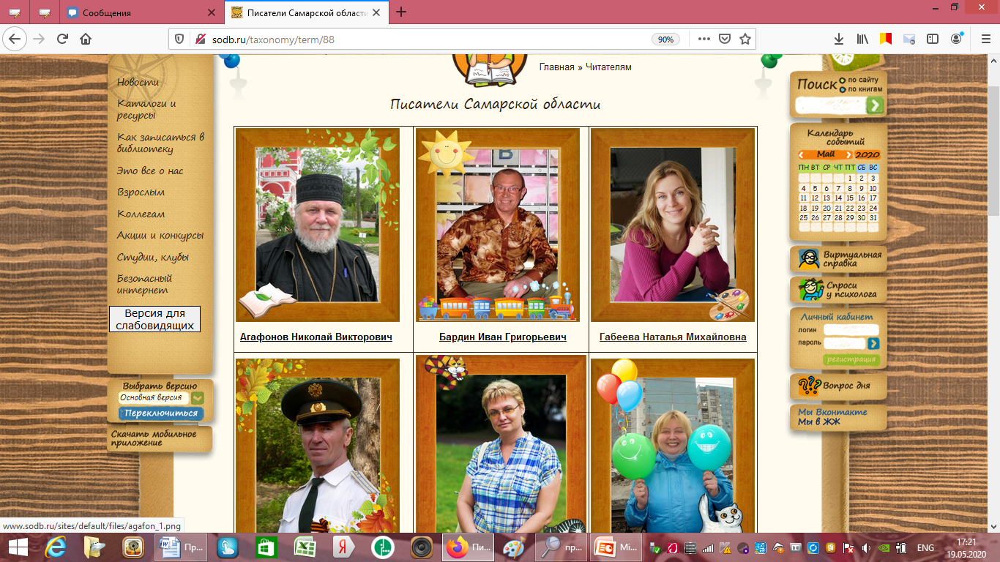 Сообщения
Писатели Самарской области
sodb.ru/taxonomy/term/88
90%
Новости
Каталоги и
ресурсы
Как записаться в
библиотеку
Это все о нас
Взрослым
Коллегам
Акции и конкурсы
Студии, клубы
Безопасный
интернет
Версия для
слабовидящих
Выбрать версию
Основная версия
Переключиться
Скачать мобильное
приложение
Главная » Читателям
Писатели Самарской области
В
Агафонов Николай Викторович
Бардин Иван Григорьевич
Габеева Наталья Михайловна
Поиск
по сайту
по книгам
Календарь
событий
Май 2020
ПН ВТ СР ЧТ ПТ СБ ВС
1 2 3
4 5 6 7 8 9 10
11 12 13 14 15 16 17
18 19 20 21 22 23 24
25 26 27 28 29 30 31
Виртуальная
справка
Спроси
у психолога
Личный кабинет
логин
пароль
регистрация
Вопрос дня
Мы Вконтакте
Мы в ЖЖ
www.sodb.ru/sites/default/files/agafon_1.png
Пр...
Пи...
пр...
Mi...
ENG
17:21
19.05.2020